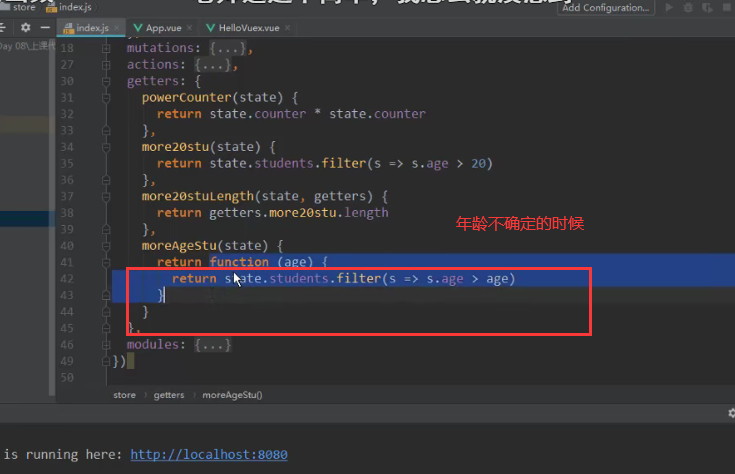 store index.js
Add Configuration...
index.js App.vue HelloVuex.vue
Day 08\上课代
18 mutations: {...},
27 actions: {...},
30 getters: {
31 powerCounter(state) {
32 return state.counter * state.counter
33 },
34 more20stu(state) {
35 return state.students.filter(s => s.age > 20)
36 },
37 more20stuLength(state, getters) {
38 return getters.more20stu.length
39 },
年龄不确定的时候
40 moreAgeStu(state) {
41 return function (age) {
42 return state.students.filter(s => s.age > age)
43 }
44 }
45 },
46 modules: {...}
49 })
50
store getters moreAgeStu()
is running here: http://localhost:8080